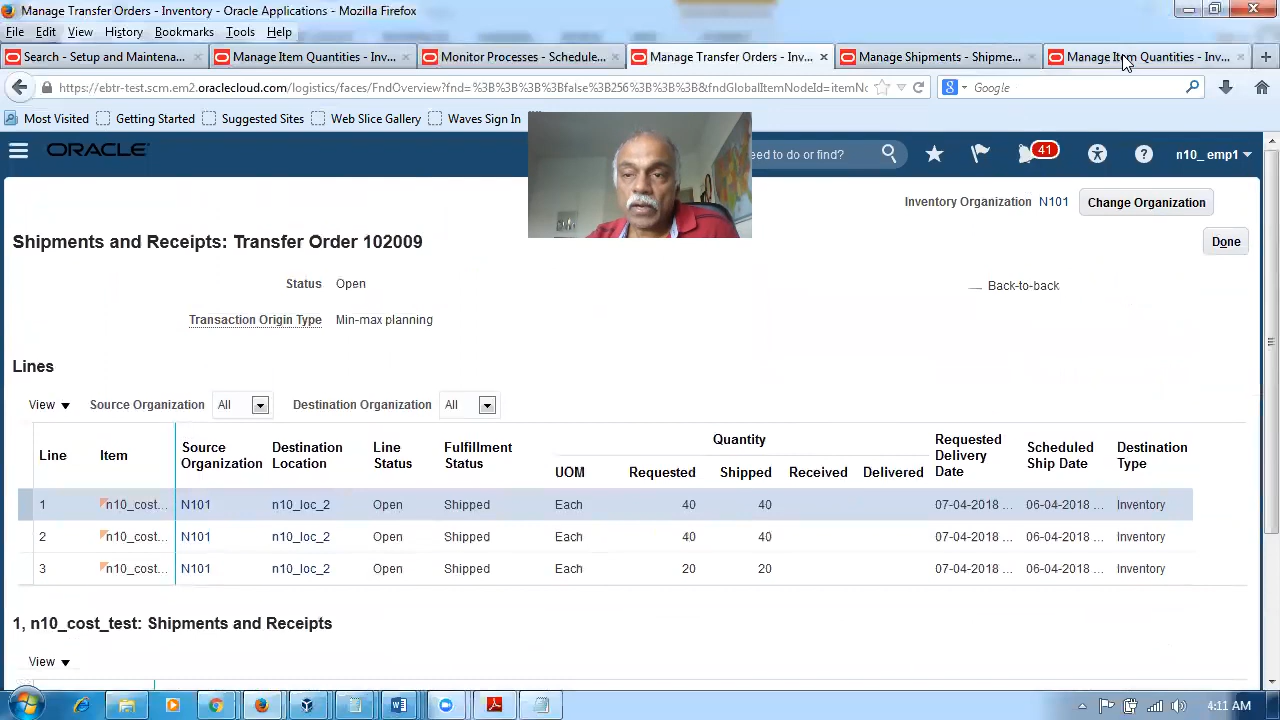 Manage Transfer Orders - Inventory - Oracle Applications - Mozilla Firefox
File Edit View History Bookmarks Tools Help
Search - Setup and Maintena... Manage Item Quantities - Inv... Monitor Processes - Schedule... Manage Transfer Orders - Inv... Manage Shipments - Shipme... Manage Item Quantities - Inv...
https://ebtr-test.scm.em2.oraclecloud.com/logistics/faces/FndOverview?fnd=%3B%3B%3B%3Bfalse%3B256%3B%3B%3B&fndGlobalItemNodeId=itemNo Google
Most Visited Getting Started Suggested Sites Web Slice Gallery Waves Sign In
ORACLE eed to do or find? 41 n10_ emp1
Inventory Organization N101 Change Organization
Shipments and Receipts: Transfer Order 102009 Done
Status Open Back-to-back
Transaction Origin Type Min-max planning
Lines
View Source Organization All Destination Organization All
Line Item Source Organization Destination Location Line Status Fulfillment Status Quantity Requested Delivery Date Scheduled Ship Date Destination Type
UOM Requested Shipped Received Delivered
1 n10_cost... N101 n10_loc_2 Open Shipped Each 40 40 07-04-2018 ... 06-04-2018 ... Inventory
2 n10_cost... N101 n10_loc_2 Open Shipped Each 40 40 07-04-2018 ... 06-04-2018 ... Inventory
3 n10_cost... N101 n10_loc_2 Open Shipped Each 20 20 07-04-2018 ... 06-04-2018 ... Inventory
1, n10_cost_test: Shipments and Receipts
View
4:11 AM